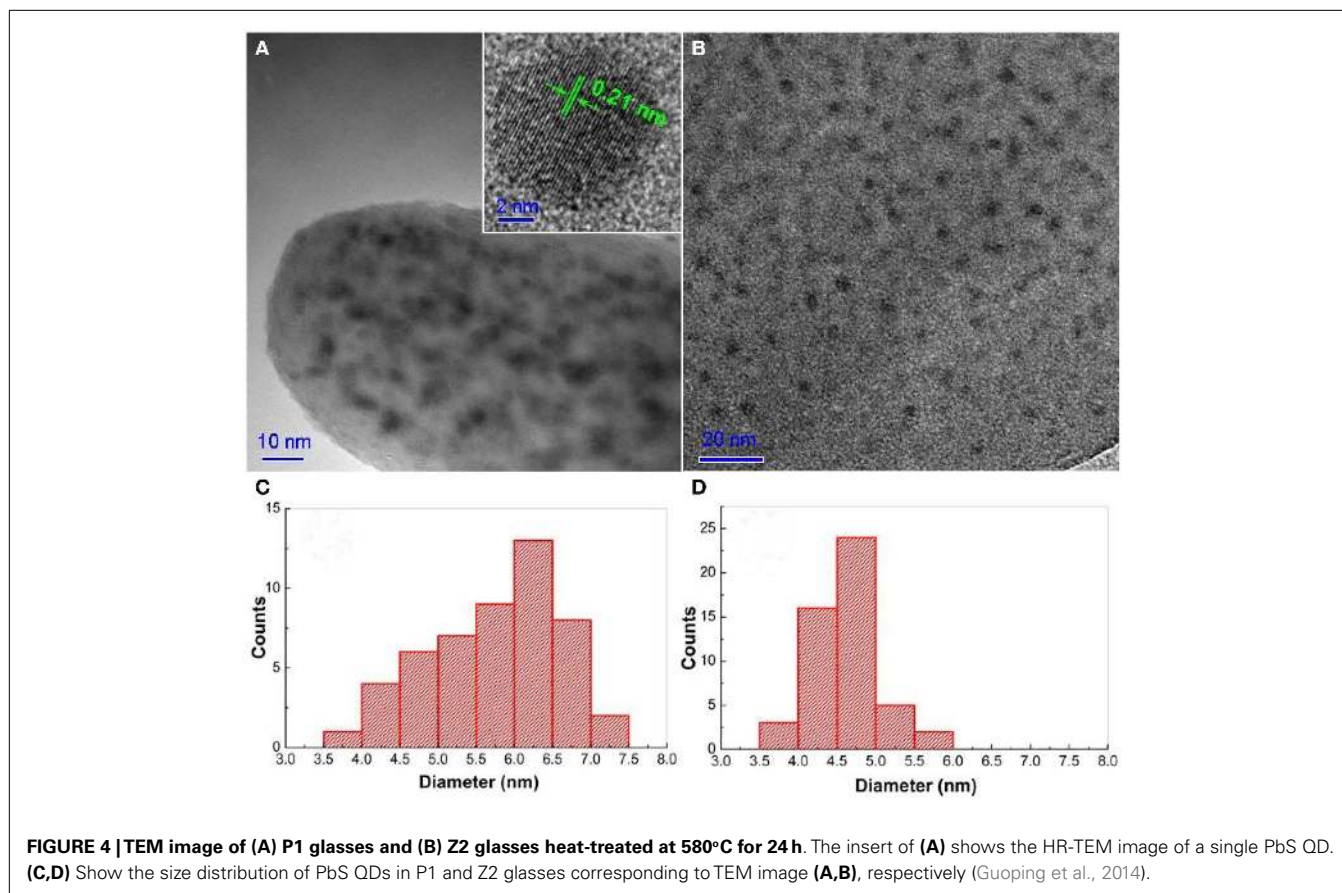 A
0.21 nm
2 nm
10 nm
B
20 nm
C
15
10
5
0
Counts
3.0 3.5 4.0 4.5 5.0 5.5 6.0 6.5 7.0 7.5 8.0
Diameter (nm)
D
25
20
15
10
5
0
Counts
3.0 3.5 4.0 4.5 5.0 5.5 6.0 6.5 7.0 7.5 8.0
Diameter (nm)
FIGURE 4 | TEM image of (A) P1 glasses and (B) Z2 glasses heat-treated at 580°C for 24 h. The insert of (A) shows the HR-TEM image of a single PbS QD.
(C,D) Show the size distribution of PbS QDs in P1 and Z2 glasses corresponding to TEM image (A,B), respectively (Guoping et al., 2014).